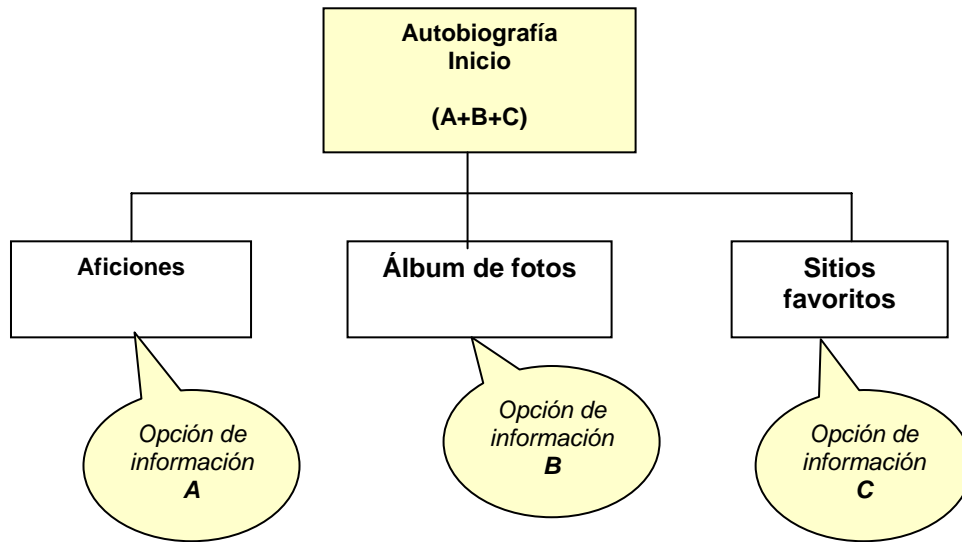 Autobiografía
Inicio
(A+B+C)
Aficiones
Álbum de fotos
Sitios
favoritos
Opción de
información
A
Opción de
información
B
Opción de
información
C